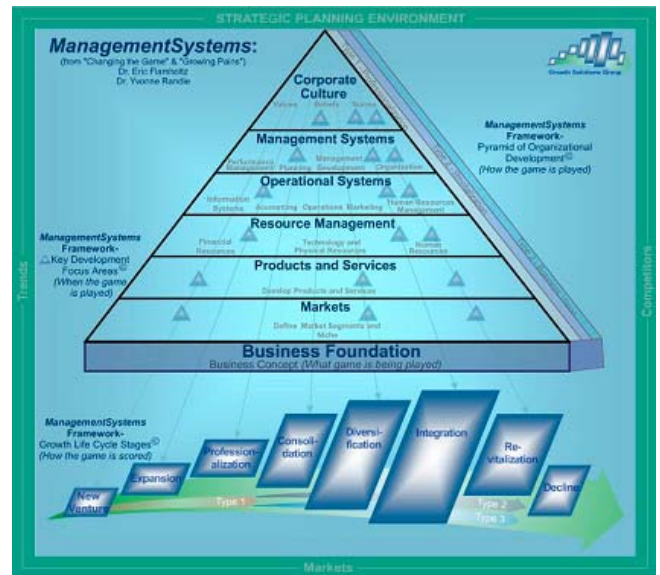 STRATEGIC PLANNING ENVIRONMENT
ManagementSystems:
(from "Changing the Game" & "Growing Pains")
Dr. Eric Flamholtz
Dr. Yvonne Randle
Growth Solutions Group
Corporate
Culture
Values Beliefs Norms
Management Systems
Performance
Management Planning Management
Development Organization
Operational Systems
Information
Systems Accounting Operations Marketing Human Resources
Management
Resource Management
Financial
Resources Technology and
Physical Resources Human
Resources
Products and Services
Develop Products and Services
Markets
Define Market Segments and
Niche
Business Foundation
Business Concept (What game is being played)
ManagementSystems
Framework-
Pyramid of Organizational
Development©
(How the game is played)
ManagementSystems
Framework-
Key Development
Focus Areas©
(When the game
is played)
Trends
Competitors
ManagementSystems
Framework-
Growth Life Cycle Stages©
(How the game is scored)
New
Venture
Expansion
Profession-
alization
Consoli-
dation
Diversi-
fication
Integration
Re-
vitalization
Decline
Type 1
Type 2
Type 3
Markets